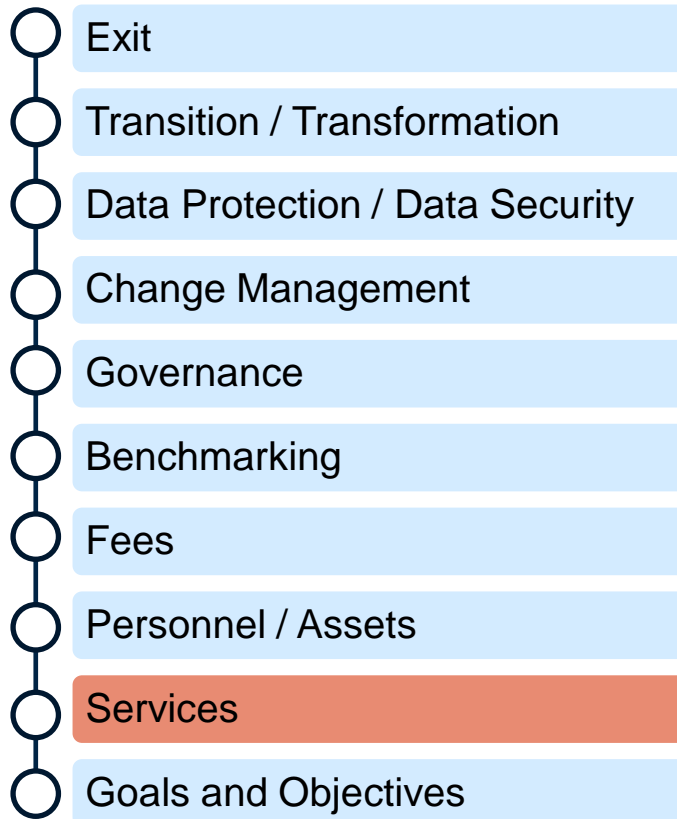 Exit
Transition / Transformation
Data Protection / Data Security
Change Management
Governance
Benchmarking
Fees
Personnel / Assets
Services
Goals and Objectives